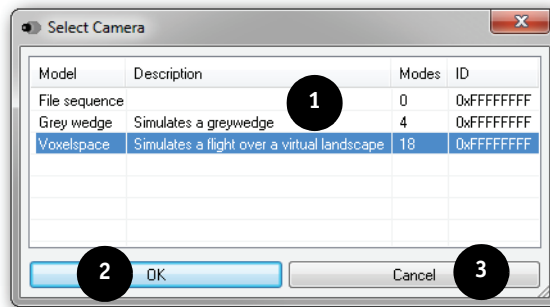 Select Camera
Model Description Modes ID
File sequence 0 0xFFFFFFFF
Grey wedge Simulates a greywedge 4 0xFFFFFFFF
Voxelspace Simulates a flight over a virtual landscape 18 0xFFFFFFFF
1
2 OK Cancel 3